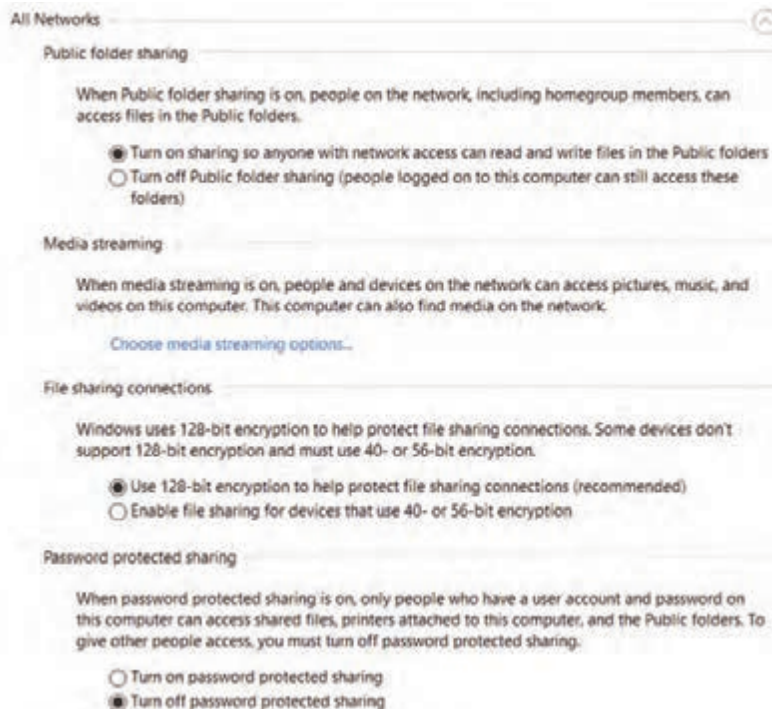 All Networks
Public folder sharing
When Public folder sharing is on, people on the network, including homegroup members, can
access files in the Public folders.
Turn on sharing so anyone with network access can read and write files in the Public folders
Turn off Public folder sharing (people logged on to this computer can still access these
folders)
Media streaming
When media streaming is on, people and devices on the network can access pictures, music, and
videos on this computer. This computer can also find media on the network.
Choose media streaming options...
File sharing connections
Windows uses 128-bit encryption to help protect file sharing connections. Some devices don't
support 128-bit encryption and must use 40- or 56-bit encryption.
Use 128-bit encryption to help protect file sharing connections (recommended)
Enable file sharing for devices that use 40- or 56-bit encryption
Password protected sharing
When password protected sharing is on, only people who have a user account and password on
this computer can access shared files, printers attached to this computer, and the Public folders. To
give other people access, you must turn off password protected sharing.
Turn on password protected sharing
Turn off password protected sharing